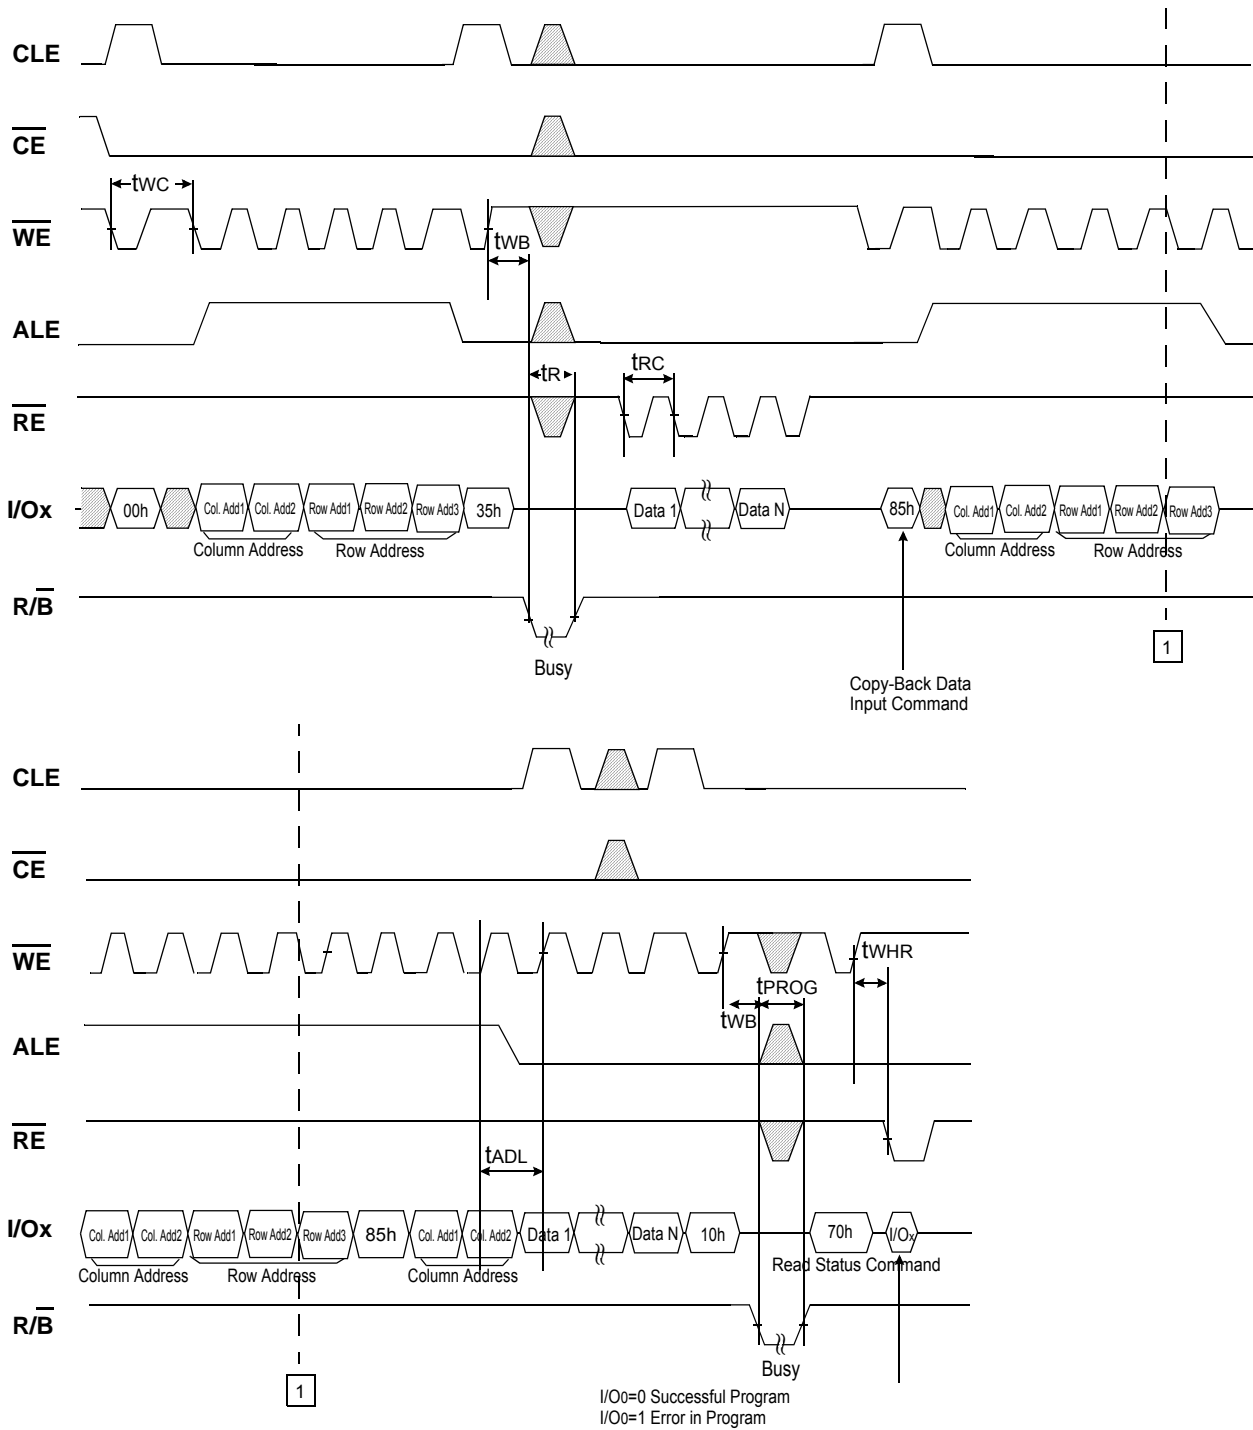 CLE
CE
tWC
WE
tWB
ALE
tR
tRC
RE
I/Ox
00h
Col. Add1
Col. Add2
Row Add1
Row Add2
Row Add3
35h
Data 1
Data N
85h
Col. Add1
Col. Add2
Row Add1
Row Add2
Row Add3
Column Address
Row Address
Column Address
Row Address
R/B
Busy
1
Copy-Back Data
Input Command
CLE
CE
WE
tWHR
tPROG
tWB
ALE
RE
tADL
I/Ox
Col. Add1
Col. Add2
Row Add1
Row Add2
Row Add3
85h
Col. Add1
Col. Add2
Data 1
Data N
10h
70h
I/Ox
Column Address
Row Address
Column Address
Read Status Command
R/B
Busy
1
I/O0=0 Successful Program
I/O0=1 Error in Program